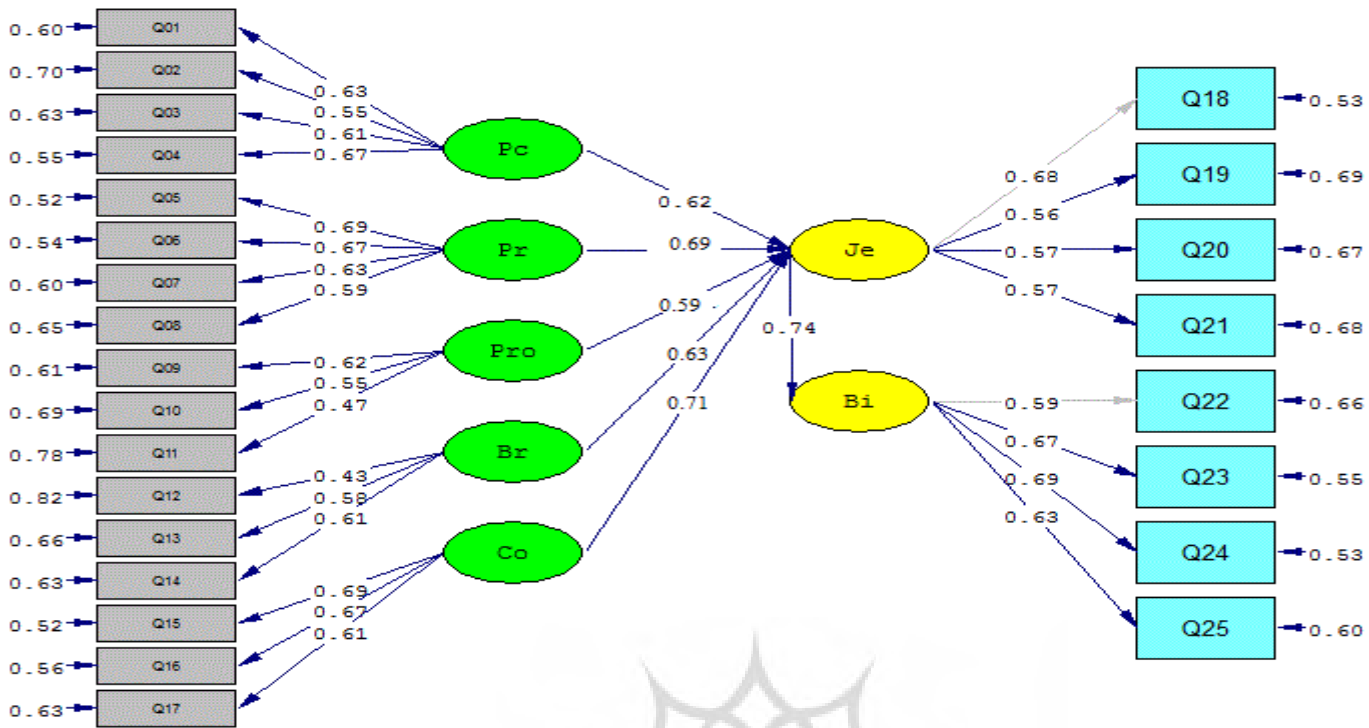 0.60 Q01
0.70 Q02
0.63 Q03
0.55 Q04
0.52 Q05
0.54 Q06
0.60 Q07
0.65 Q08
0.61 Q09
0.69 Q10
0.78 Q11
0.82 Q12
0.66 Q13
0.63 Q14
0.52 Q15
0.56 Q16
0.63 Q17
0.63
0.55
0.61
0.67
0.69
0.67
0.63
0.59
0.62
0.55
0.47
0.43
0.58
0.61
0.69
0.67
0.61
Pc
Pr
Pro
Br
Co
0.62
0.69
0.59
0.63
0.71
Je
0.74
Bi
0.68
0.56
0.57
0.57
0.59
0.67
0.69
0.63
Q18 0.53
Q19 0.69
Q20 0.67
Q21 0.68
Q22 0.66
Q23 0.55
Q24 0.53
Q25 0.60